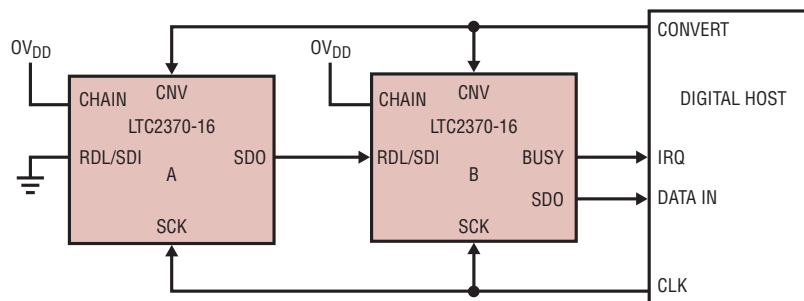 CONVERT
OVDD
OVDD
CHAIN
CNV
CHAIN
CNV
DIGITAL HOST
LTC2370-16
LTC2370-16
RDL/SDI
SDO
RDL/SDI
BUSY
IRQ
A
B
SDO
DATA IN
SCK
SCK
CLK